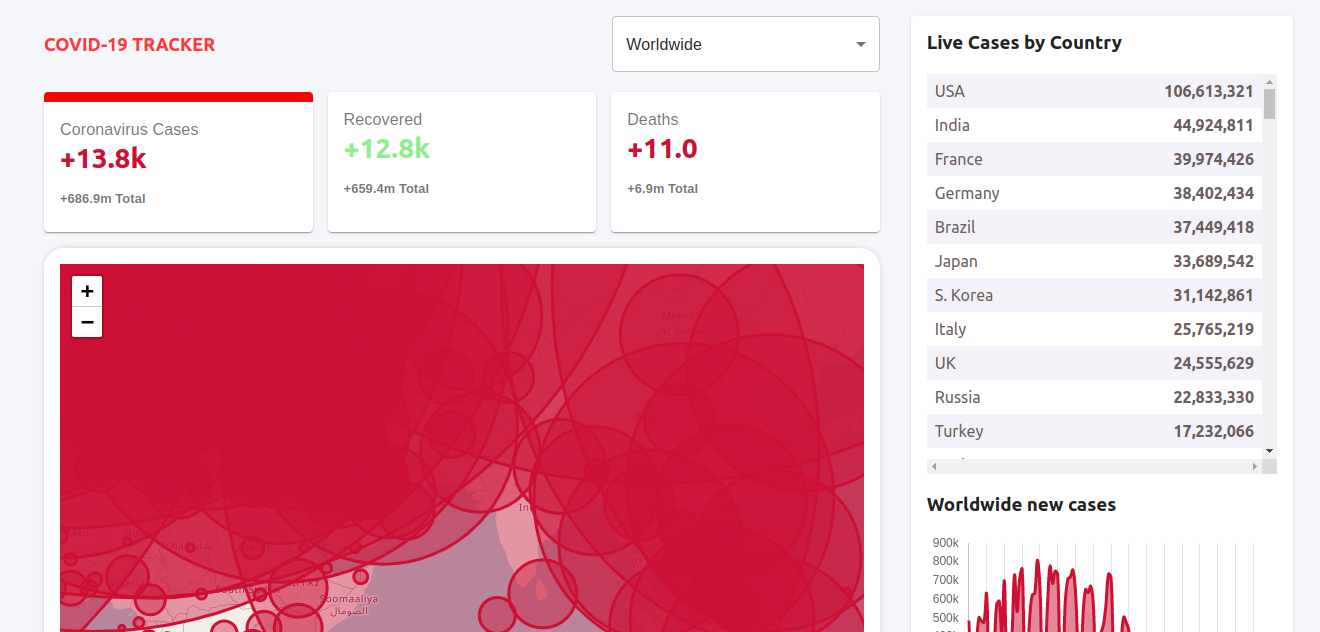 COVID-19 TRACKER
Worldwide
Coronavirus Cases
+13.8k
+686.9m Total
Recovered
+12.8k
+659.4m Total
Deaths
+11.0
+6.9m Total
+
−
Soomaaliya
الصومال
Live Cases by Country
USA 106,613,321
India 44,924,811
France 39,974,426
Germany 38,402,434
Brazil 37,449,418
Japan 33,689,542
S. Korea 31,142,861
Italy 25,765,219
UK 24,555,629
Russia 22,833,330
Turkey 17,232,066
Worldwide new cases
900k
800k
700k
600k
500k